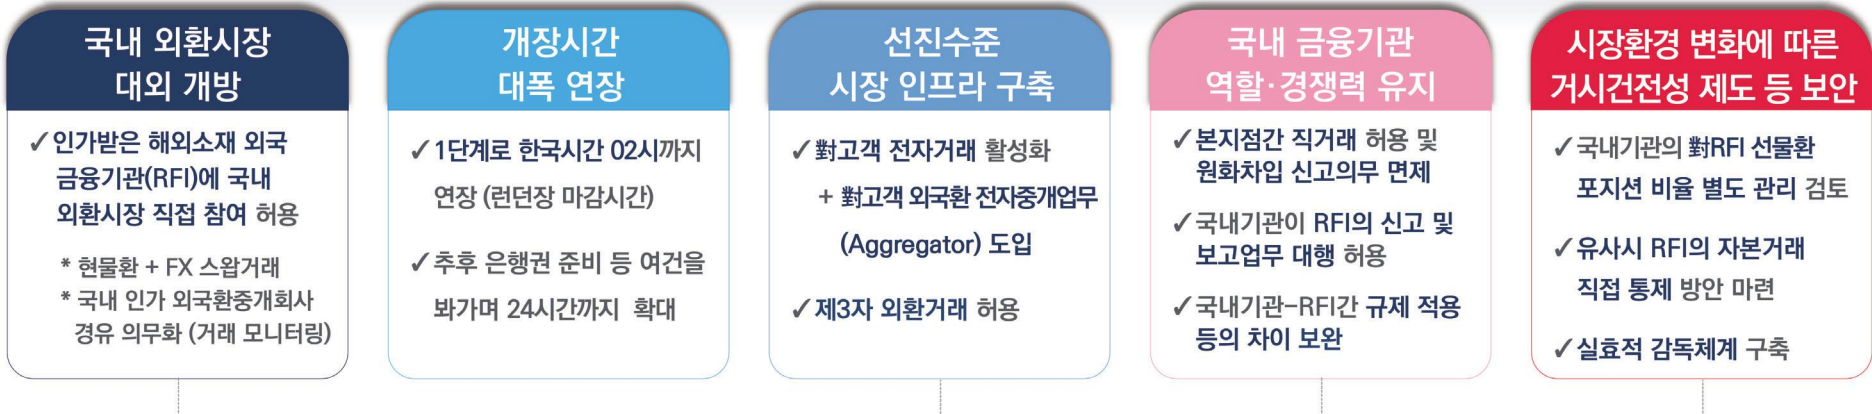 국내 외환시장
대외 개방
✓인가받은 해외소재 외국
금융기관(RFI)에 국내
외환시장 직접 참여 허용
* 현물환 + FX 스왑거래
* 국내 인가 외국환중개회사
경유 의무화 (거래 모니터링)
개장시간
대폭 연장
✓1단계로 한국시간 02시까지
연장 (런던장 마감시간)
✓추후 은행권 준비 등 여건을
봐가며 24시간까지 확대
선진수준
시장 인프라 구축
✓對고객 전자거래 활성화
+ 對고객 외국환 전자중개업무
(Aggregator) 도입
✓제3자 외환거래 허용
국내 금융기관
역할·경쟁력 유지
✓본지점간 직거래 허용 및
원화차입 신고의무 면제
✓국내기관이 RFI의 신고 및
보고업무 대행 허용
✓국내기관-RFI간 규제 적용
등의 차이 보완
시장환경 변화에 따른
거시건전성 제도 등 보안
✓국내기관의 對RFI 선물환
포지션 비율 별도 관리 검토
✓유사시 RFI의 자본거래
직접 통제 방안 마련
✓실효적 감독체계 구축